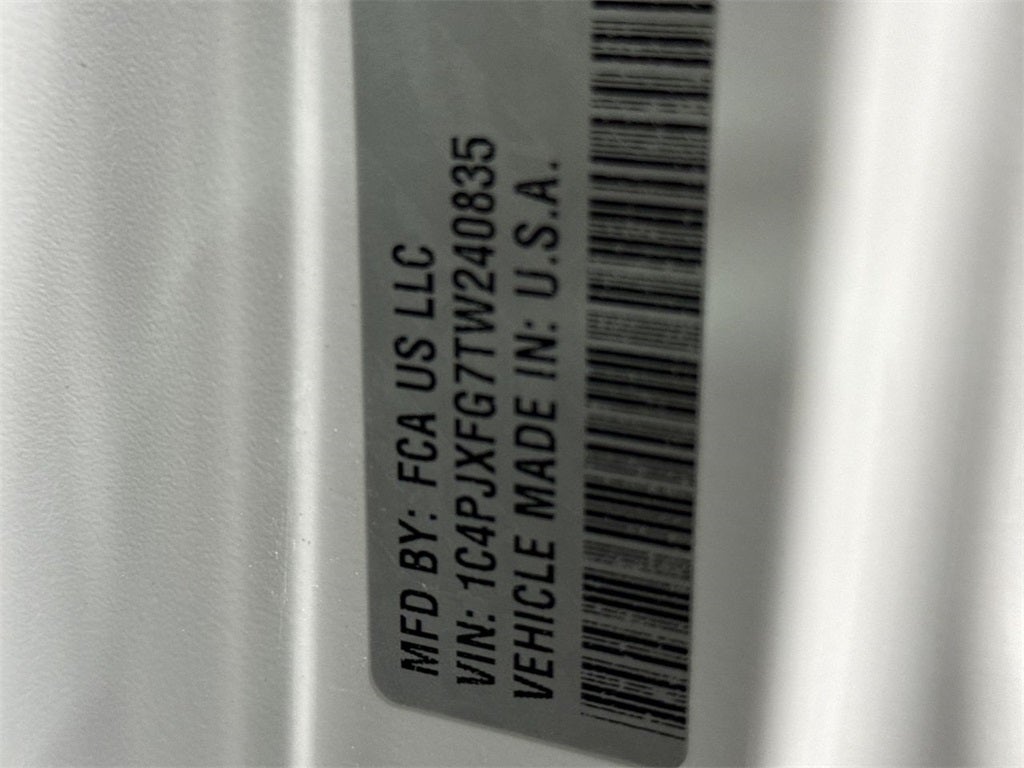 MFD BY: FCA US LLC
VIN: 1C4PJXFG7TW240835
VEHICLE MADE IN: U.S.A.